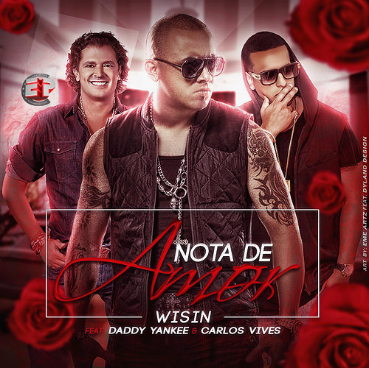 NOTA DE
Amor
WISIN
FEAT. DADDY YANKEE & CARLOS VIVES
ART BY: EME ARTZ FEAT. DYLAND DESIGN